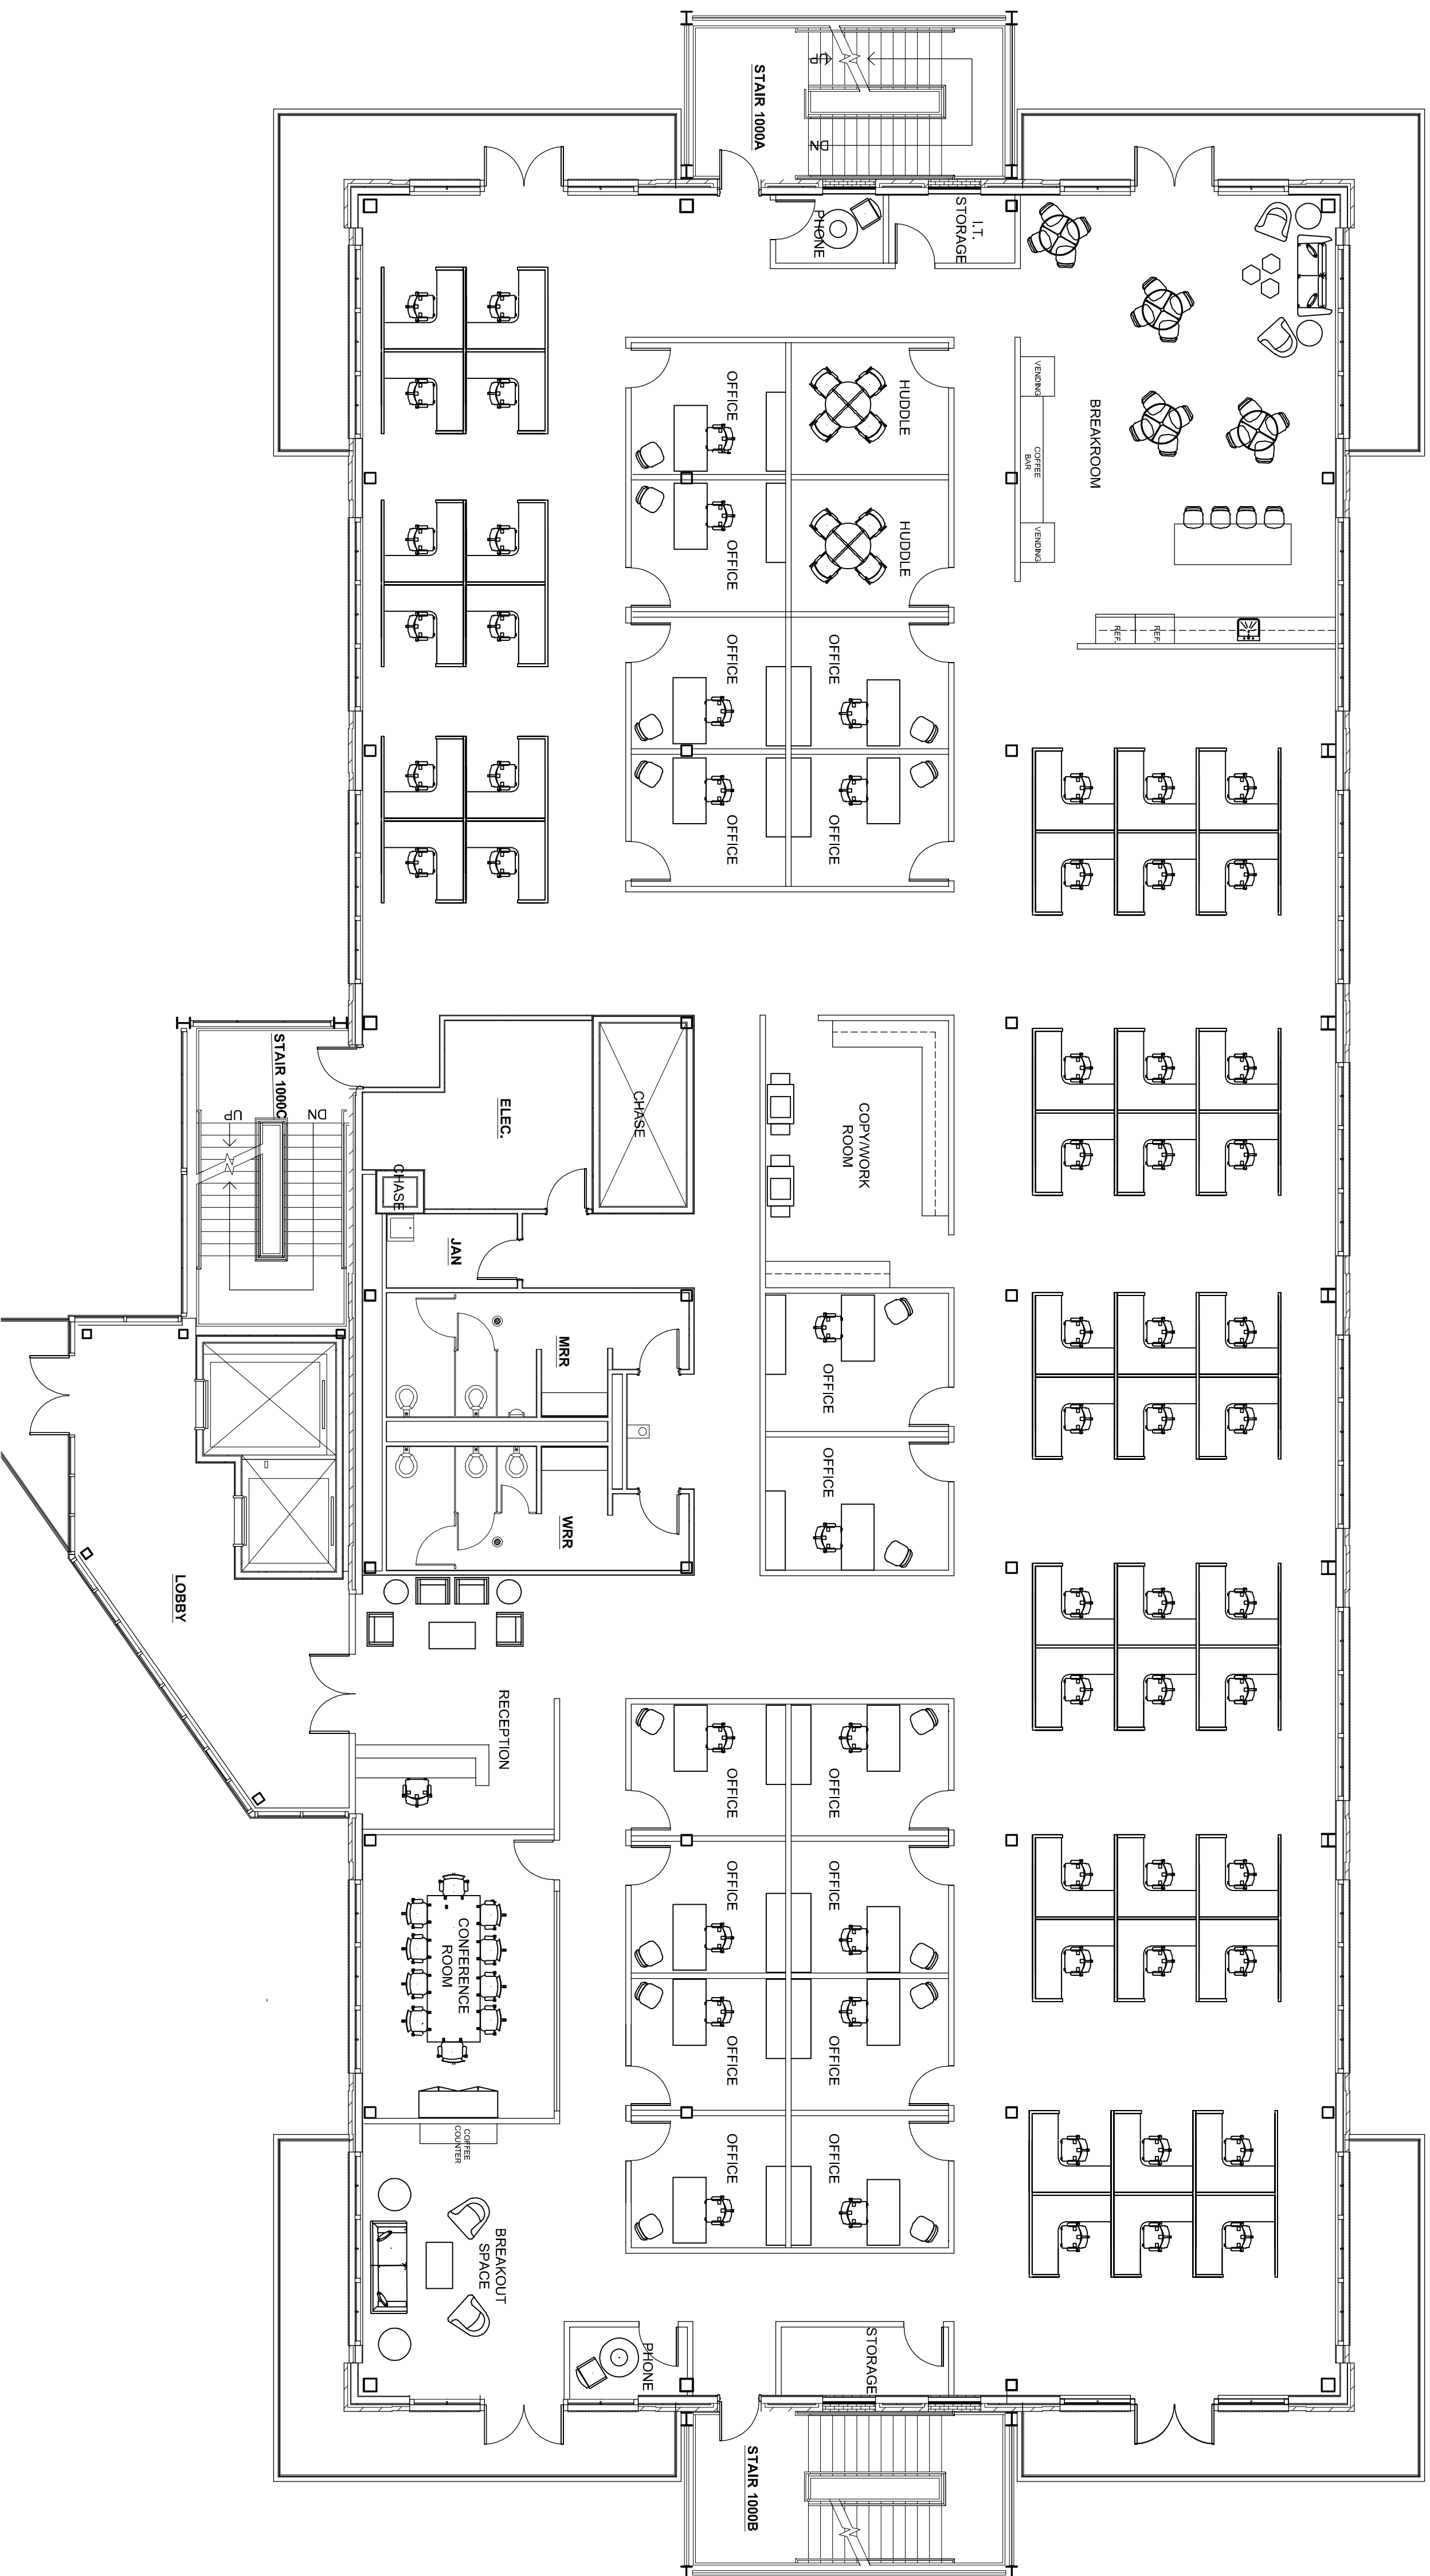 STAIR 1000A
UP
DN
PHONE
I.T.
STORAGE
VENDING
COFFEE
BAR
VENDING
BREAKROOM
REF.
REF.
OFFICE
HUDDLE
OFFICE
HUDDLE
OFFICE
OFFICE
OFFICE
OFFICE
STAIR 1000C
UP
DN
ELEC.
CHASE
CHASE
COPY/WORK
ROOM
JAN
MRR
OFFICE
OFFICE
WRR
LOBBY
RECEPTION
OFFICE
OFFICE
OFFICE
OFFICE
CONFERENCE
ROOM
OFFICE
OFFICE
OFFICE
OFFICE
COFFEE
COUNTER
BREAKOUT
SPACE
PHONE
STORAGE
STAIR 1000B